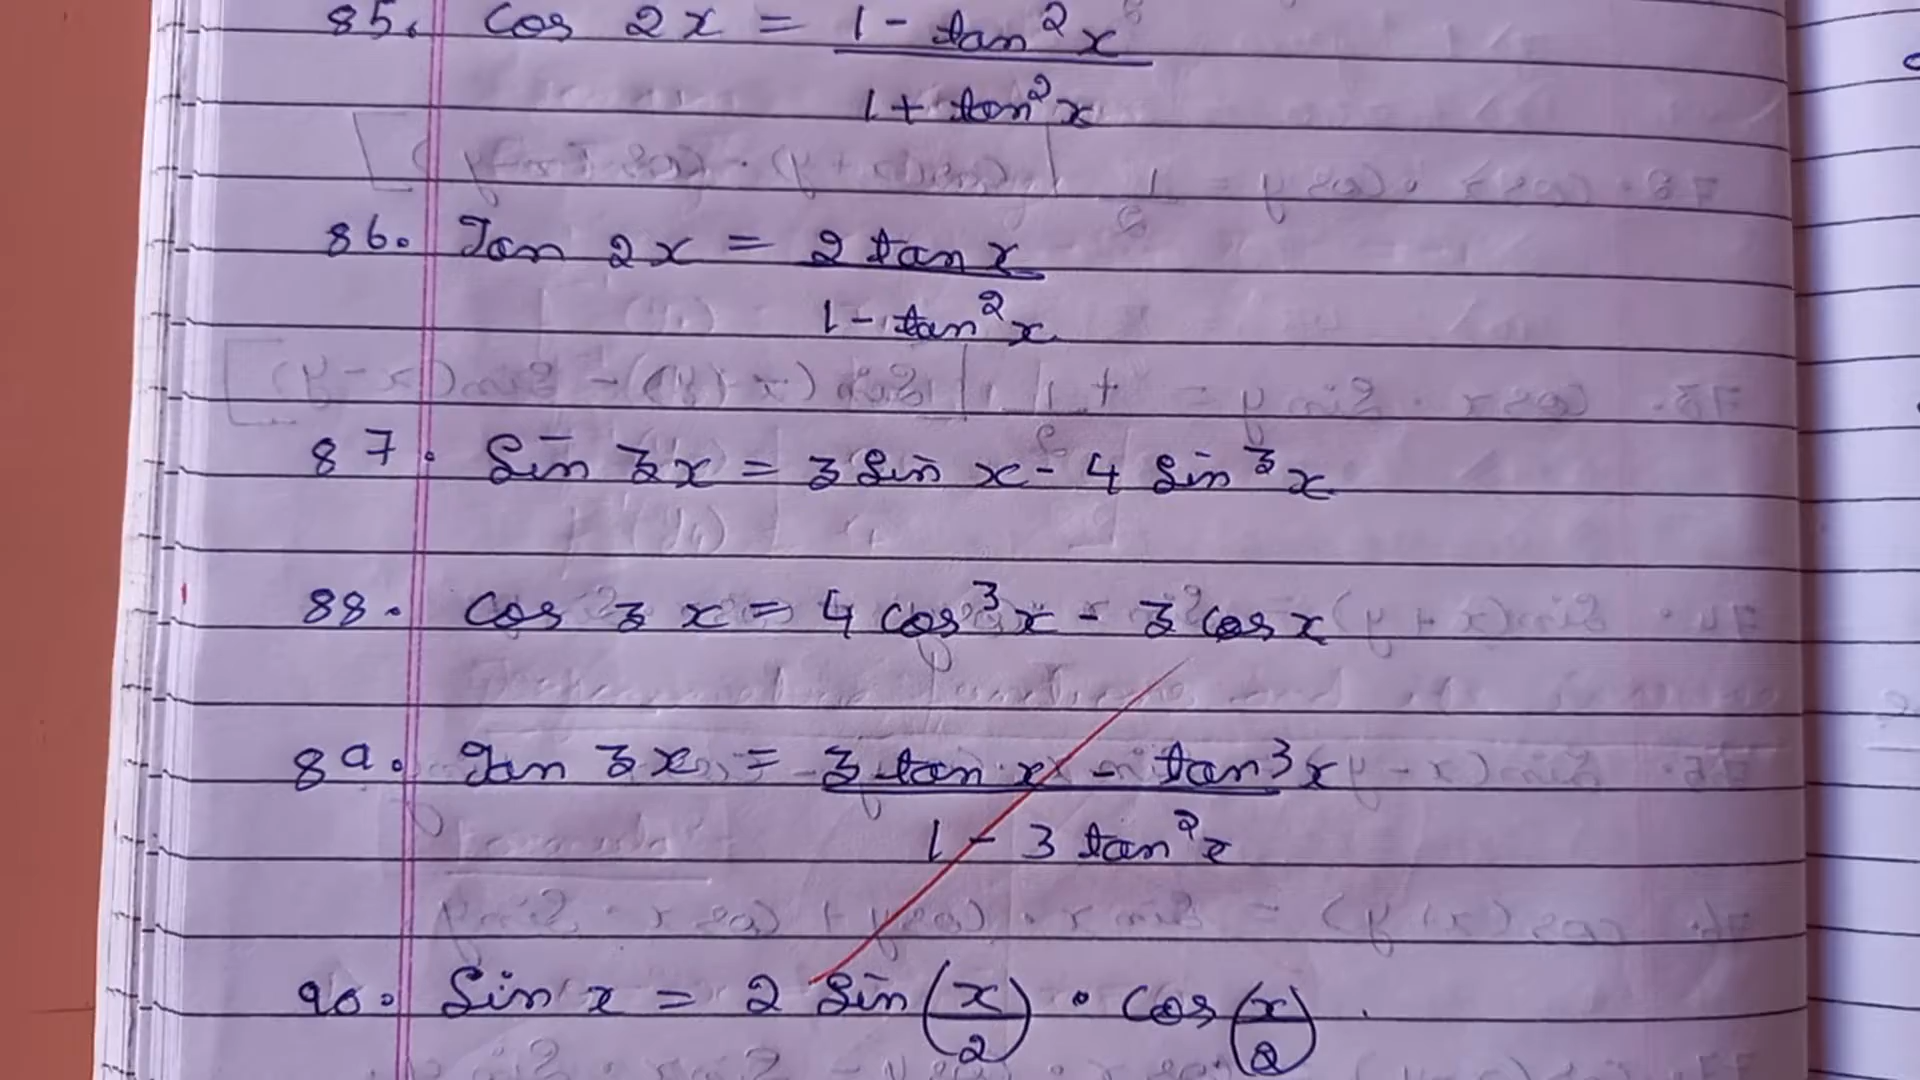 85. Cos 2x = 1 - tan²x
1 + tan²x
86. Tan 2x = 2 tan x
1 - tan²x
87. Sin 3x = 3 Sin x - 4 Sin³x
88. Cos 3x = 4 cos³x - 3 cos x
89. Tan 3x = 3 tan x - tan³x
1 - 3 tan²x
90. Sin x = 2 Sin (x/2) · Cos (x/2)